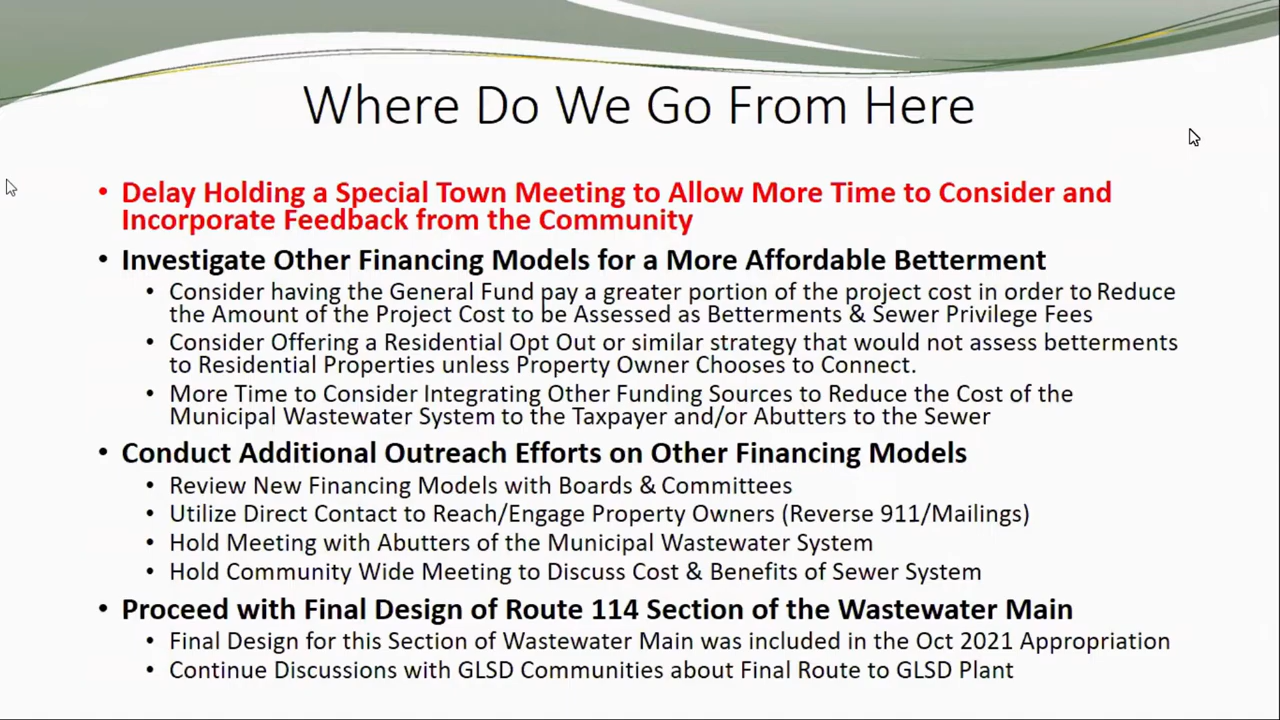 Where Do We Go From Here
• Delay Holding a Special Town Meeting to Allow More Time to Consider and
Incorporate Feedback from the Community
• Investigate Other Financing Models for a More Affordable Betterment
• Consider having the General Fund pay a greater portion of the project cost in order to Reduce
the Amount of the Project Cost to be Assessed as Betterments & Sewer Privilege Fees
• Consider Offering a Residential Opt Out or similar strategy that would not assess betterments
to Residential Properties unless Property Owner Chooses to Connect.
• More Time to Consider Integrating Other Funding Sources to Reduce the Cost of the
Municipal Wastewater System to the Taxpayer and/or Abutters to the Sewer
• Conduct Additional Outreach Efforts on Other Financing Models
• Review New Financing Models with Boards & Committees
• Utilize Direct Contact to Reach/Engage Property Owners (Reverse 911/Mailings)
• Hold Meeting with Abutters of the Municipal Wastewater System
• Hold Community Wide Meeting to Discuss Cost & Benefits of Sewer System
• Proceed with Final Design of Route 114 Section of the Wastewater Main
• Final Design for this Section of Wastewater Main was included in the Oct 2021 Appropriation
• Continue Discussions with GLSD Communities about Final Route to GLSD Plant